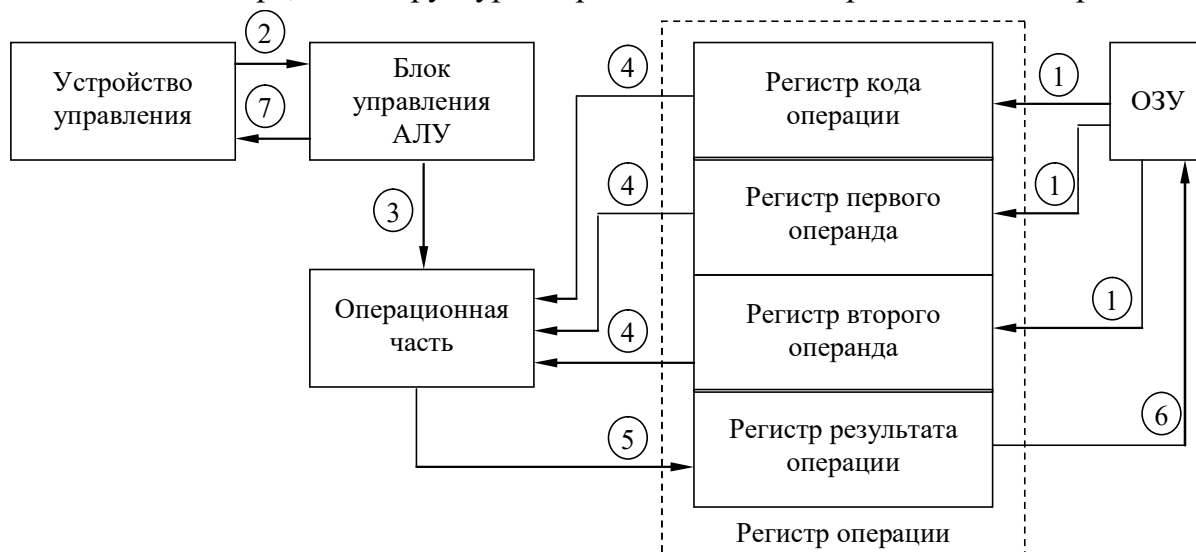 2
4
1
Устройство
управления
Блок
управления
АЛУ
Регистр кода
операции
ОЗУ
7
4
1
3
Регистр первого
операнда
Операционная
часть
4
Регистр второго
операнда
1
5
Регистр результата
операции
6
Регистр операции